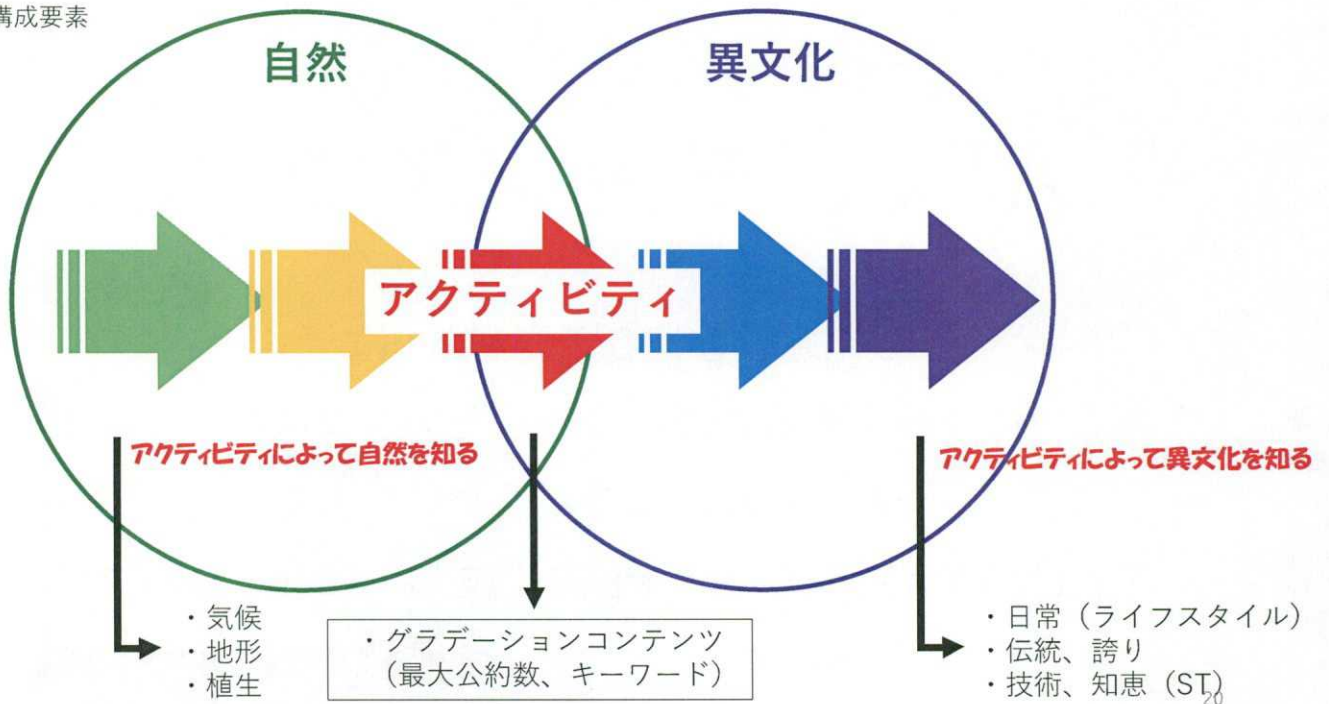 構成要素
自然
異文化
アクティビティ
アクティビティによって自然を知る
アクティビティによって異文化を知る
・気候
・地形
・植生
・グラデーションコンテンツ
（最大公約数、キーワード）
・日常（ライフスタイル）
・伝統、誇り
・技術、知恵（ST）
20